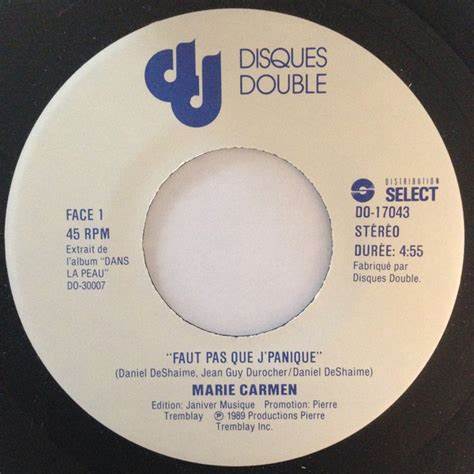 DISQUES
DOUBLE
FACE 1
45 RPM
Extrait de
l'album "DANS
LA PEAU"
DO-30007
DISTRIBUTION
SELECT
DO-17043
STÉRÉO
DURÉE: 4:55
Fabriqué par
Disques Double.
"FAUT PAS QUE J'PANIQUE"
(Daniel DeShaime, Jean Guy Durocher/Daniel DeShaime)
MARIE CARMEN
Edition: Janiver Musique Promotion: Pierre
Tremblay ℗ 1989 Productions Pierre
Tremblay Inc.